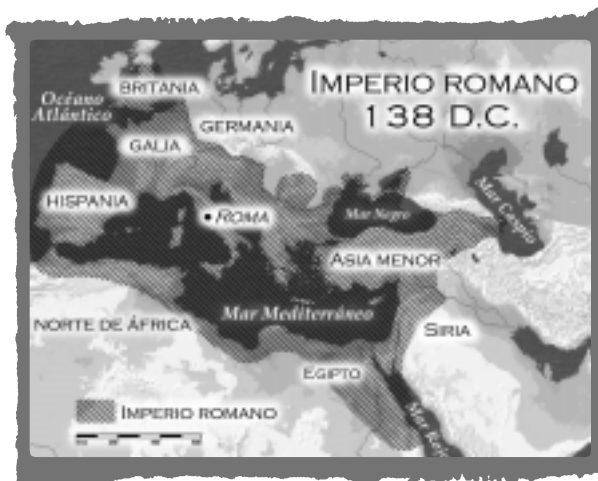 IMPERIO ROMANO
138 D.C.
BRITANIA
Océano
Atlántico
GERMANIA
GALIA
HISPANIA
ROMA
Mar Negro
Mar Caspio
ASIA MENOR
NORTE DE ÁFRICA
Mar Mediterráneo
SIRIA
EGIPTO
Mar Rojo
IMPERIO ROMANO